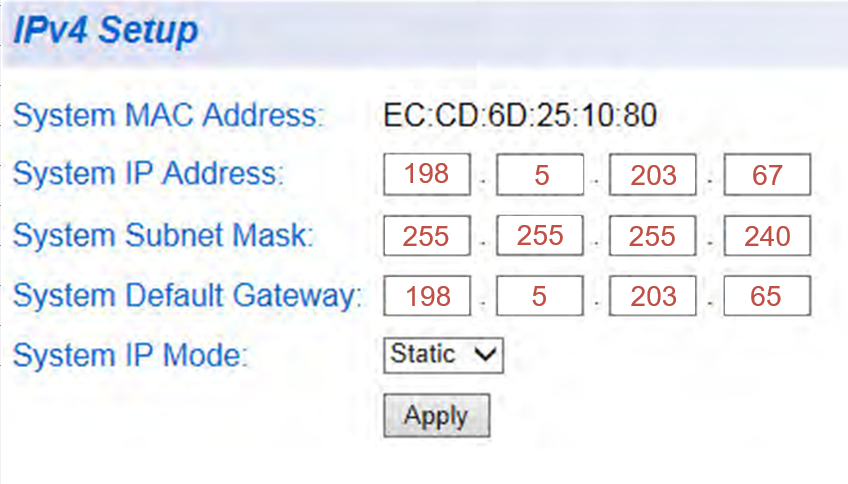 IPv4 Setup
System MAC Address: EC:CD:6D:25:10:80
System IP Address: 198 . 5 . 203 . 67
System Subnet Mask: 255 . 255 . 255 . 240
System Default Gateway: 198 . 5 . 203 . 65
System IP Mode: Static
Apply